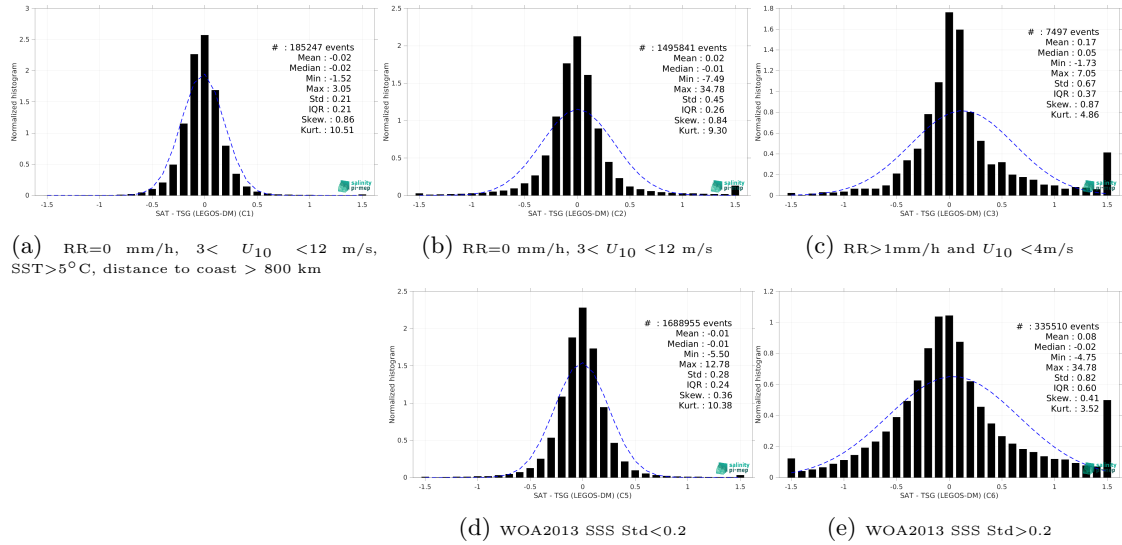 3
2.5
2
1.5
1
0.5
0
-1.5 -1 -0.5 0 0.5 1 1.5
Normalized histogram
SAT - TSG (LEGOS-DM) (C1)
# : 185247 events
Mean : -0.02
Median : -0.02
Min : -1.52
Max : 3.05
Std : 0.21
IQR : 0.21
Skew. : 0.86
Kurt. : 10.51
salinity
pi-mep
(a) RR=0 mm/h, 3< U10 <12 m/s,
SST>5°C, distance to coast > 800 km
2.5
2
1.5
1
0.5
0
-1.5 -1 -0.5 0 0.5 1 1.5
Normalized histogram
SAT - TSG (LEGOS-DM) (C2)
# : 1495841 events
Mean : 0.02
Median : -0.01
Min : -7.49
Max : 34.78
Std : 0.45
IQR : 0.26
Skew. : 0.84
Kurt. : 9.30
salinity
pi-mep
(b) RR=0 mm/h, 3< U10 <12 m/s
1.8
1.6
1.4
1.2
1
0.8
0.6
0.4
0.2
0
-1.5 -1 -0.5 0 0.5 1 1.5
Normalized histogram
SAT - TSG (LEGOS-DM) (C3)
# : 7497 events
Mean : 0.17
Median : 0.05
Min : -1.73
Max : 7.05
Std : 0.67
IQR : 0.37
Skew. : 0.87
Kurt. : 4.86
salinity
pi-mep
(c) RR>1mm/h and U10 <4m/s
2.5
2
1.5
1
0.5
0
-1.5 -1 -0.5 0 0.5 1 1.5
Normalized histogram
SAT - TSG (LEGOS-DM) (C5)
# : 1688955 events
Mean : -0.01
Median : -0.01
Min : -5.50
Max : 12.78
Std : 0.28
IQR : 0.24
Skew. : 0.36
Kurt. : 10.38
salinity
pi-mep
(d) WOA2013 SSS Std<0.2
1.2
1
0.8
0.6
0.4
0.2
0
-1.5 -1 -0.5 0 0.5 1 1.5
Normalized histogram
SAT - TSG (LEGOS-DM) (C6)
# : 335510 events
Mean : 0.08
Median : -0.02
Min : -4.75
Max : 34.78
Std : 0.82
IQR : 0.60
Skew. : 0.41
Kurt. : 3.52
salinity
pi-mep
(e) WOA2013 SSS Std>0.2